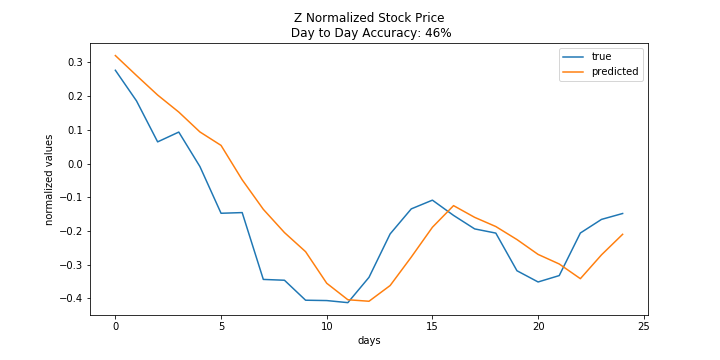 Z Normalized Stock Price
Day to Day Accuracy: 46%
true
predicted
normalized values
0.3
0.2
0.1
0.0
−0.1
−0.2
−0.3
−0.4
0 5 10 15 20 25
days